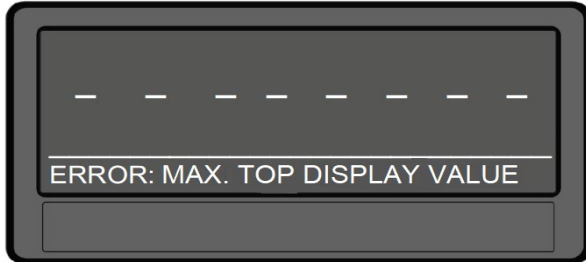 – – – – – – – –
ERROR: MAX. TOP DISPLAY VALUE